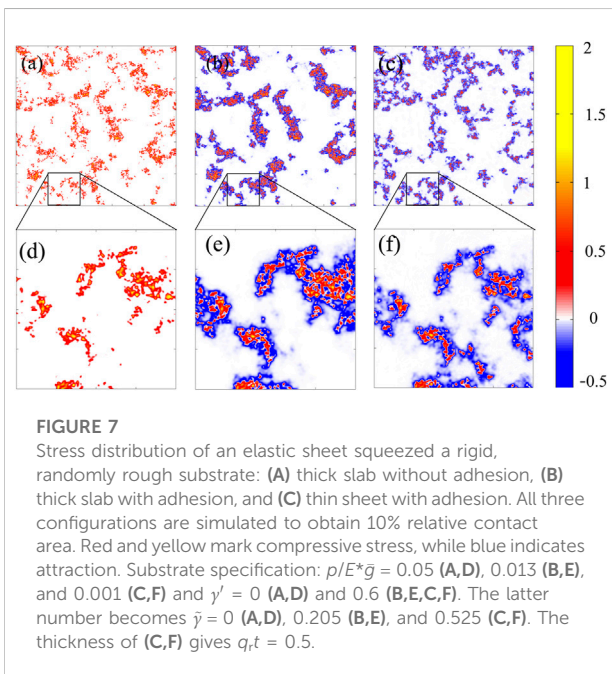 (a)
(b)
(c)
2
1.5
1
0.5
0
-0.5
(d)
(e)
(f)
FIGURE 7
Stress distribution of an elastic sheet squeezed a rigid,
randomly rough substrate: (A) thick slab without adhesion, (B)
thick slab with adhesion, and (C) thin sheet with adhesion. All three
configurations are simulated to obtain 10% relative contact
area. Red and yellow mark compressive stress, while blue indicates
attraction. Substrate specification: p/E*ḡ = 0.05 (A,D), 0.013 (B,E),
and 0.001 (C,F) and γ′ = 0 (A,D) and 0.6 (B,E,C,F). The latter
number becomes γ̃ = 0 (A,D), 0.205 (B,E), and 0.525 (C,F). The
thickness of (C,F) gives qᵣt = 0.5.